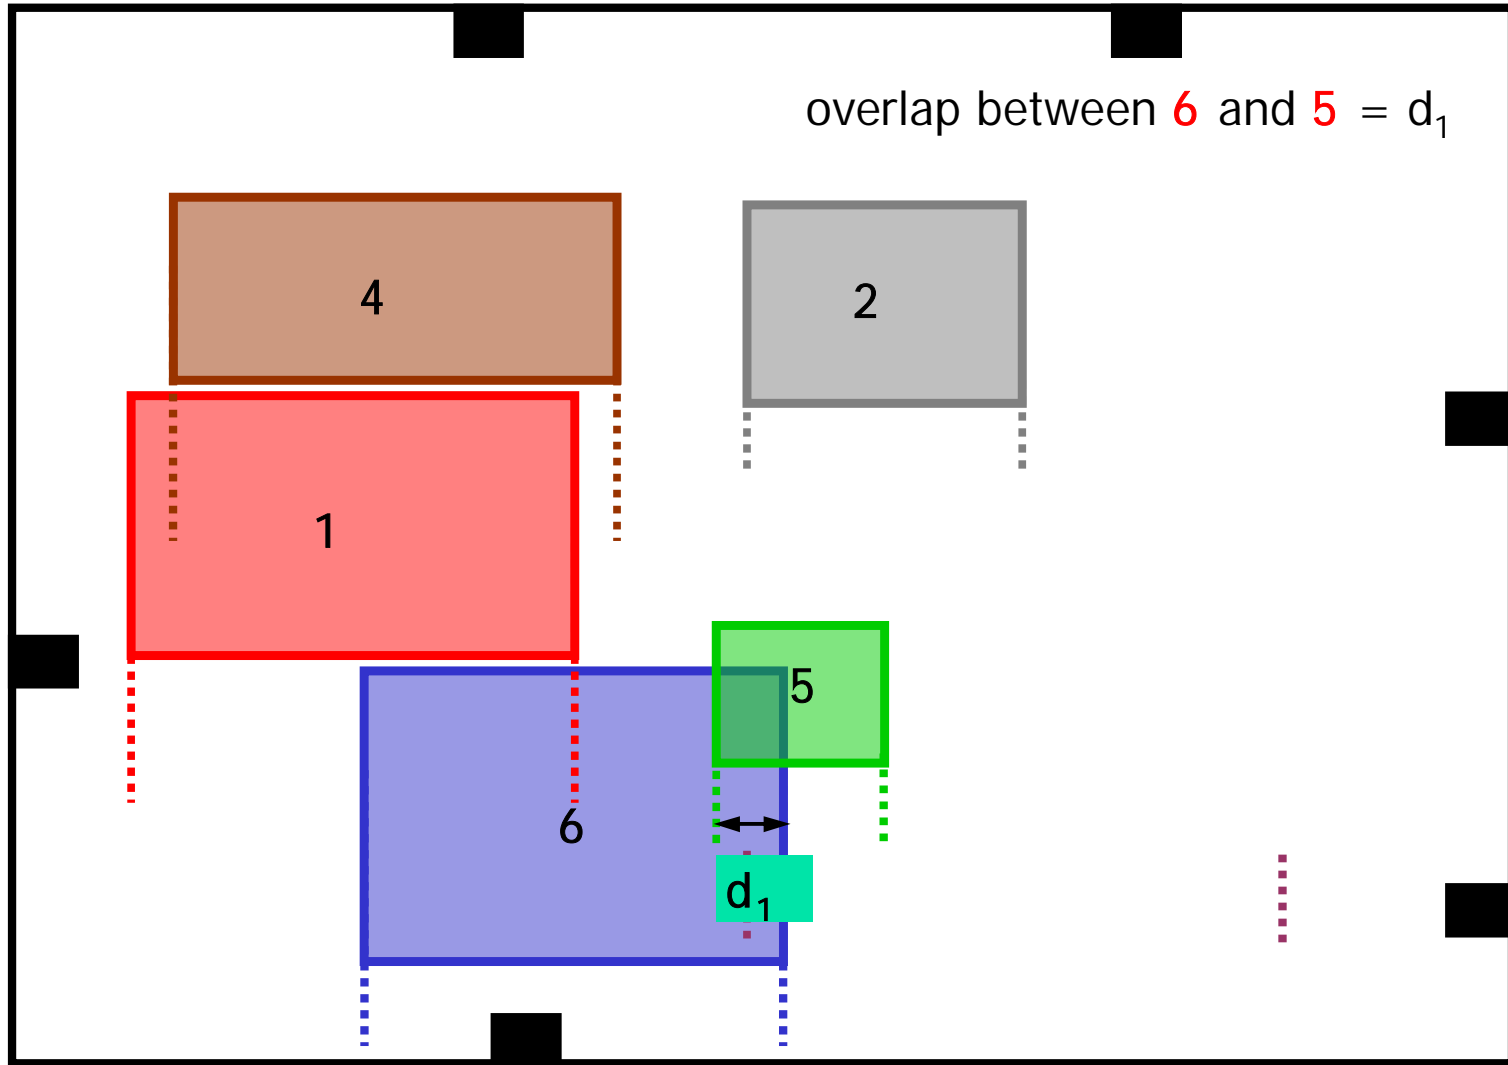 overlap between 6 and 5 = d₁
4
2
1
5
6
d₁